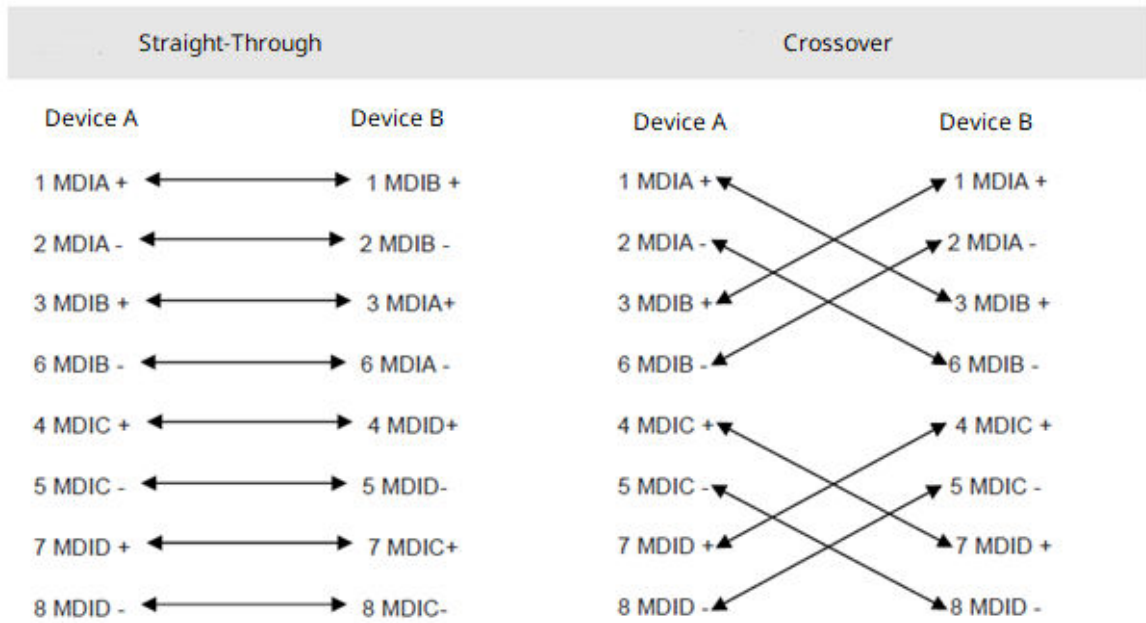 Straight-Through Crossover
Device A Device B Device A Device B
1 MDIA + 1 MDIB + 1 MDIA + 1 MDIA +
2 MDIA - 2 MDIB - 2 MDIA - 2 MDIA -
3 MDIB + 3 MDIA+ 3 MDIB + 3 MDIB +
6 MDIB - 6 MDIA - 6 MDIB - 6 MDIB -
4 MDIC + 4 MDID+ 4 MDIC + 4 MDIC +
5 MDIC - 5 MDID- 5 MDIC - 5 MDIC -
7 MDID + 7 MDIC+ 7 MDID + 7 MDID +
8 MDID - 8 MDIC- 8 MDID - 8 MDID -